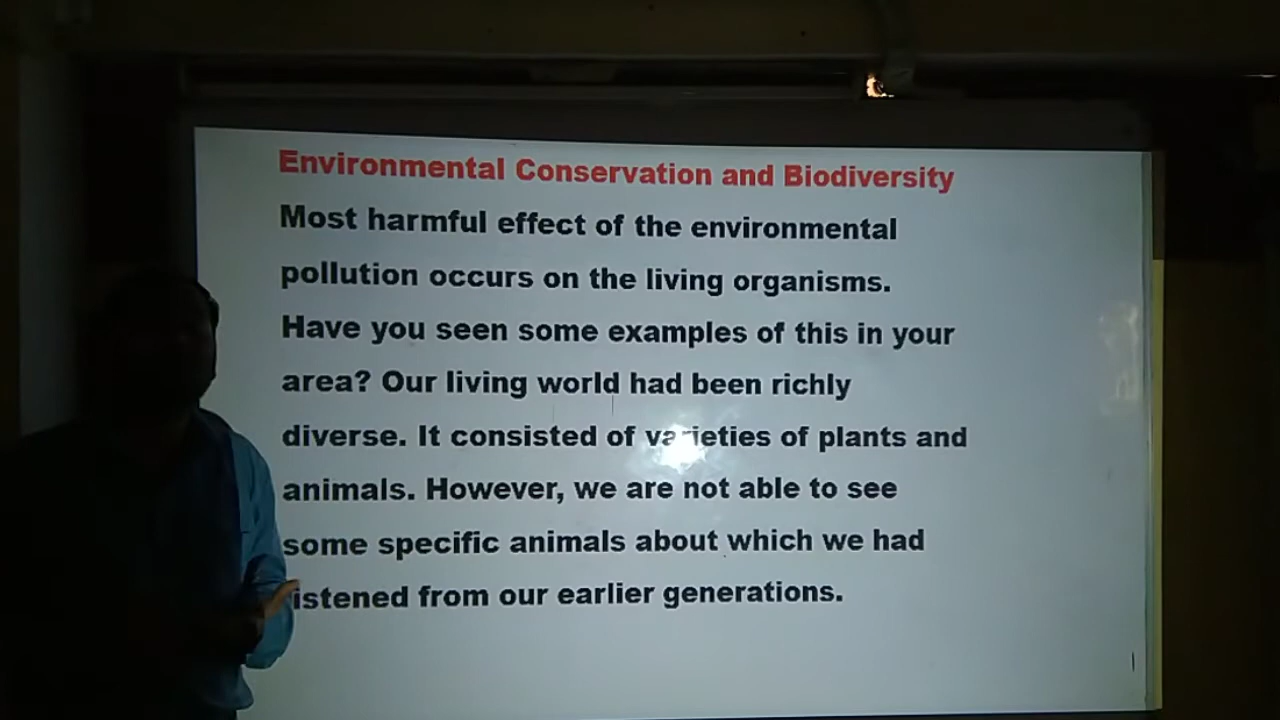 Environmental Conservation and Biodiversity
Most harmful effect of the environmental
pollution occurs on the living organisms.
Have you seen some examples of this in your
area? Our living world had been richly
diverse. It consisted of varieties of plants and
animals. However, we are not able to see
some specific animals about which we had
listened from our earlier generations.